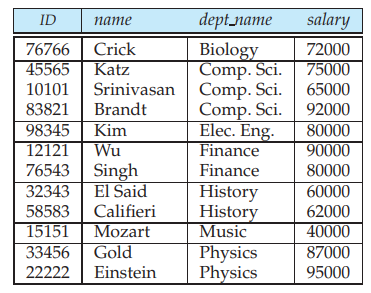 ID name dept_name salary
76766 Crick Biology 72000
45565 Katz Comp. Sci. 75000
10101 Srinivasan Comp. Sci. 65000
83821 Brandt Comp. Sci. 92000
98345 Kim Elec. Eng. 80000
12121 Wu Finance 90000
76543 Singh Finance 80000
32343 El Said History 60000
58583 Califieri History 62000
15151 Mozart Music 40000
33456 Gold Physics 87000
22222 Einstein Physics 95000